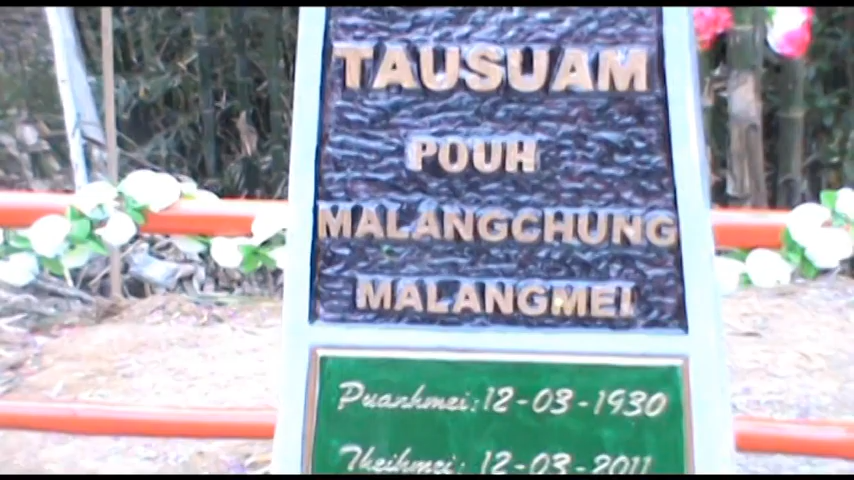 TAUSUAM
POUH
MALANGCHUNG
MALANGMEI
Puanhmei: 12-03-1930
Theihmei: 12-03-2011